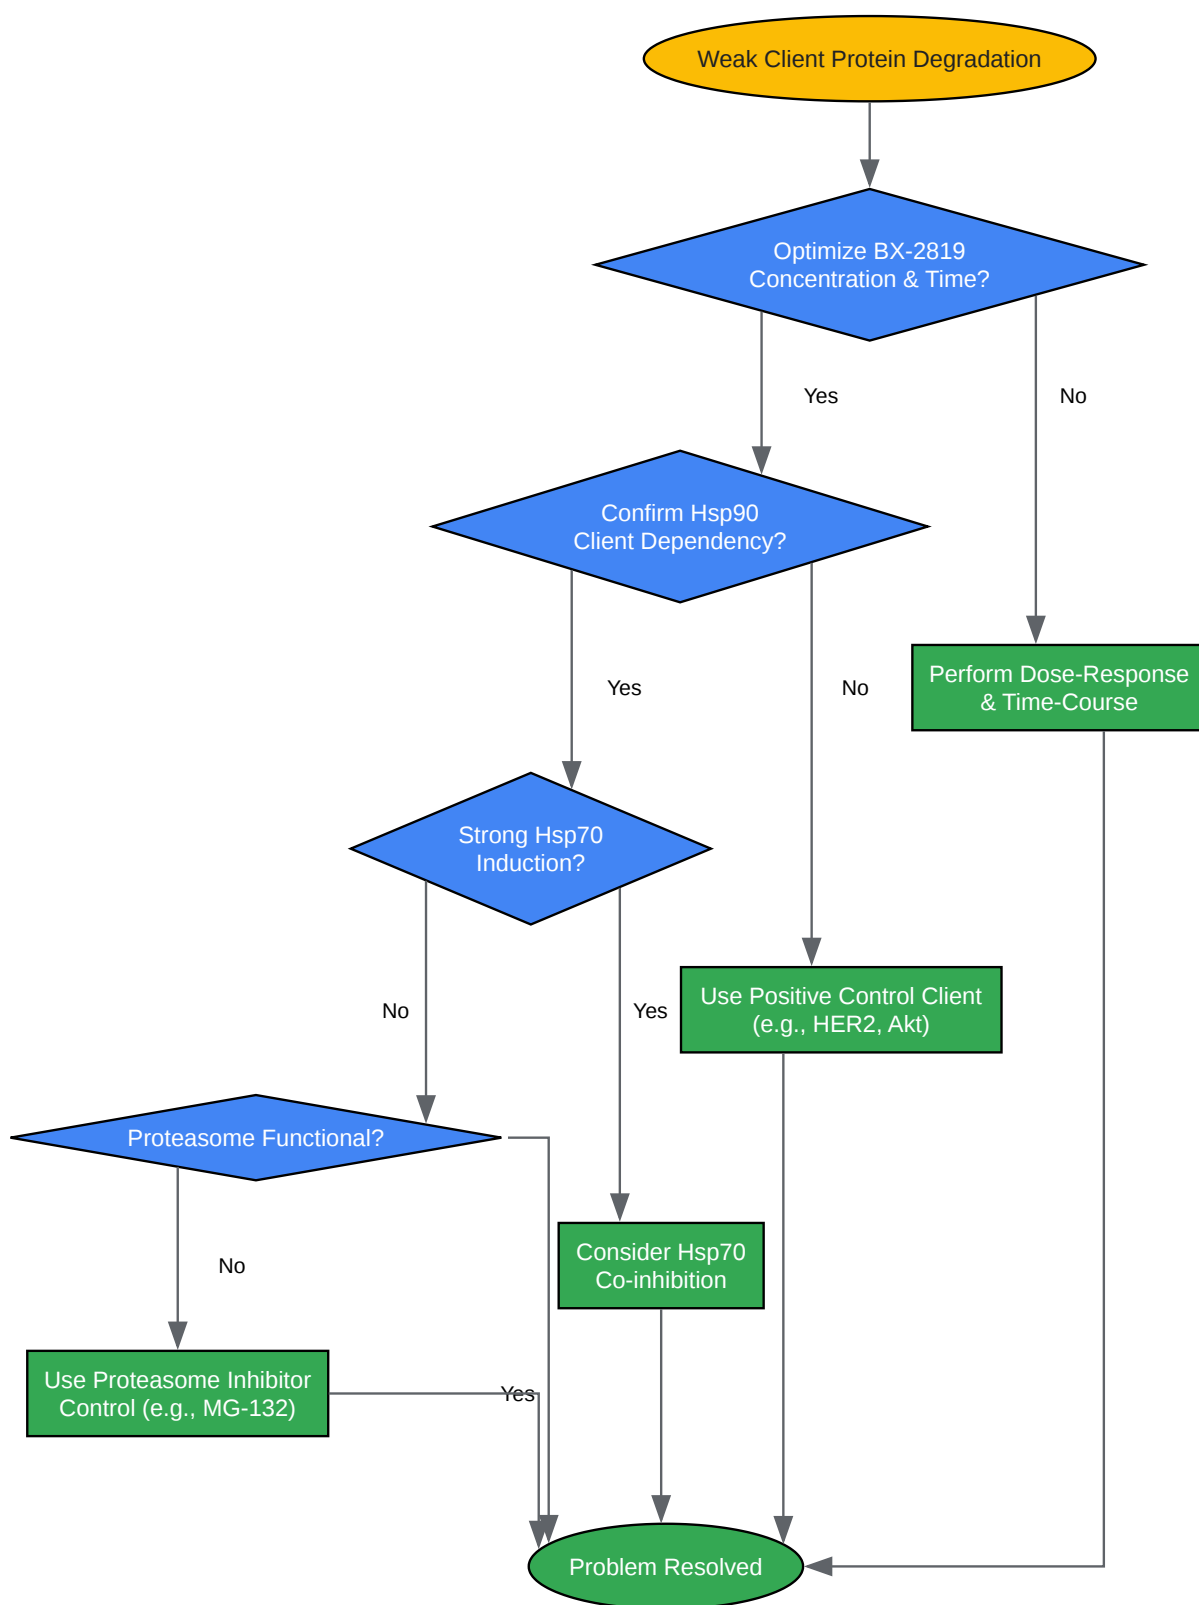 Weak Client Protein Degradation
Optimize BX-2819
Concentration & Time?
Yes
No
Confirm Hsp90
Client Dependency?
Yes
No
Perform Dose-Response
& Time-Course
Strong Hsp70
Induction?
No
Yes
Use Positive Control Client
(e.g., HER2, Akt)
Proteasome Functional?
No
Consider Hsp70
Co-inhibition
Use Proteasome Inhibitor
Control (e.g., MG-132)
Yes
Problem Resolved